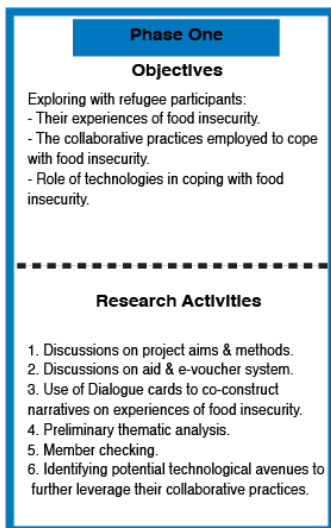 Phase One
Objectives
Exploring with refugee participants:
- Their experiences of food insecurity.
- The collaborative practices employed to cope
with food insecurity.
- Role of technologies in coping with food
insecurity.
Research Activities
1. Discussions on project aims & methods.
2. Discussions on aid & e-voucher system.
3. Use of Dialogue cards to co-construct
narratives on experiences of food insecurity.
4. Preliminary thematic analysis.
5. Member checking.
6. Identifying potential technological avenues to
further leverage their collaborative practices.